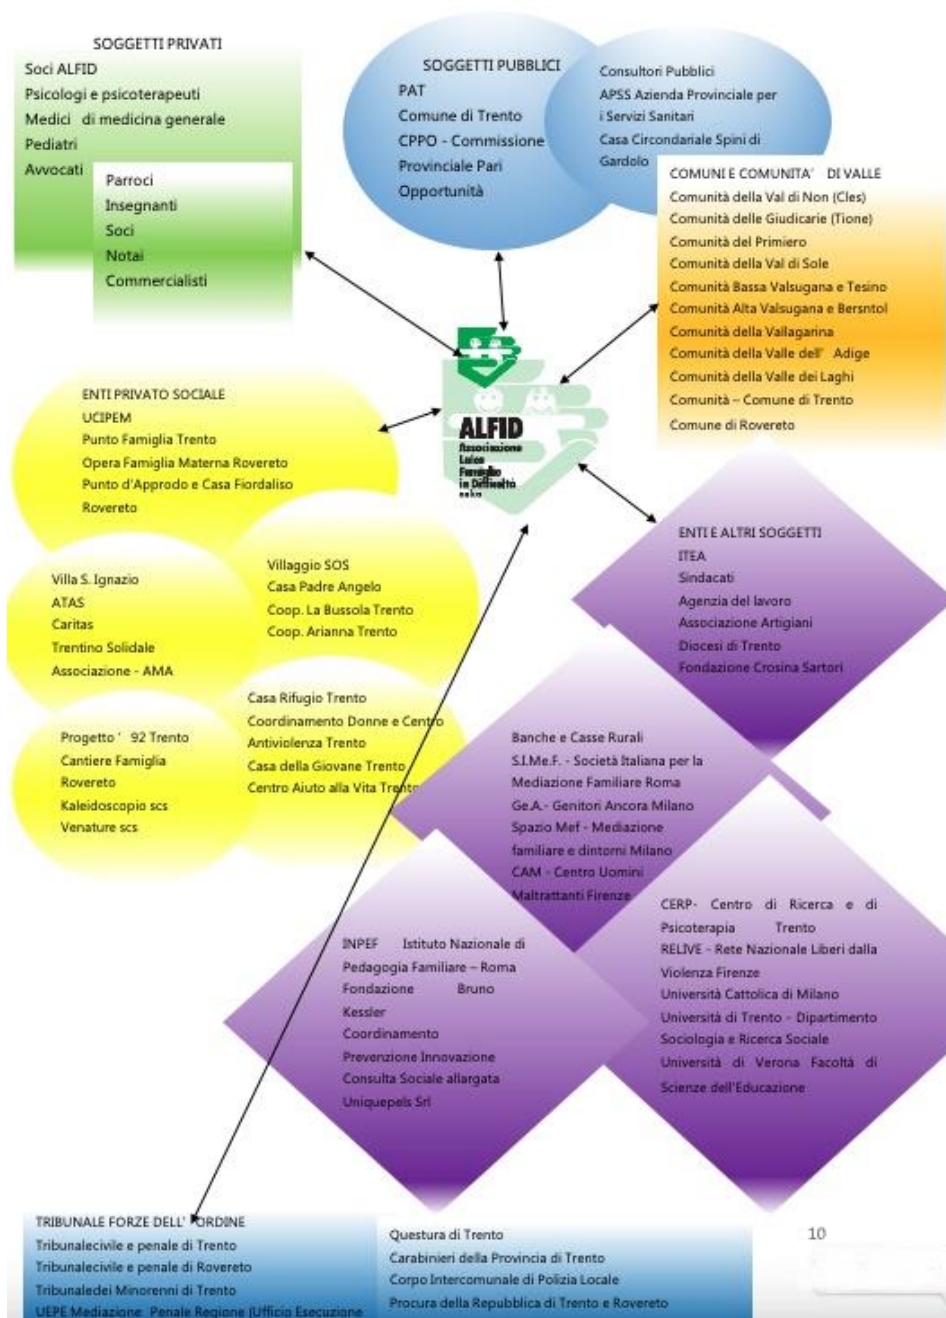 SOGGETTI PRIVATI
Soci ALFID
Psicologi e psicoterapeuti
Medici di medicina generale
Pediatri
Avvocati
Parroci
Insegnanti
Soci
Notai
Commercialisti
SOGGETTI PUBBLICI
PAT
Comune di Trento
CPPO - Commissione
Provinciale Pari
Opportunità
Consultori Pubblici
APSS Azienda Provinciale per
i Servizi Sanitari
Casa Circondariale Spini di
Gardolo
COMUNI E COMUNITA' DI VALLE
Comunità della Val di Non (Cles)
Comunità delle Giudicarie (Tione)
Comunità del Primiero
Comunità della Val di Sole
Comunità Bassa Valsugana e Tesino
Comunità Alta Valsugana e Bersntol
Comunità della Vallagarina
Comunità della Valle dell' Adige
Comunità della Valle dei Laghi
Comunità – Comune di Trento
Comune di Rovereto
ALFID
Associazione
Laica
Famiglie
in Difficoltà
ENTI PRIVATO SOCIALE
UCIPEM
Punto Famiglia Trento
Opera Famiglia Materna Rovereto
Punto d'Approdo e Casa Fiordaliso
Rovereto
Villa S. Ignazio
ATAS
Caritas
Trentino Solidale
Associazione - AMA
Villaggio SOS
Casa Padre Angelo
Coop. La Bussola Trento
Coop. Arianna Trento
Progetto ' 92 Trento
Cantiere Famiglia
Rovereto
Kaleidoscopio scs
Venature scs
Casa Rifugio Trento
Coordinamento Donne e Centro
Antiviolenza Trento
Casa della Giovane Trento
Centro Aiuto alla Vita Trento
ENTI E ALTRI SOGGETTI
ITEA
Sindacati
Agenzia del lavoro
Associazione Artigiani
Diocesi di Trento
Fondazione Crosina Sartori
Banche e Casse Rurali
S.I.Me.F. - Società Italiana per la
Mediazione Familiare Roma
Ge.A.- Genitori Ancora Milano
Spazio Mef - Mediazione
familiare e dintorni Milano
CAM - Centro Uomini
Maltrattanti Firenze
INPEF Istituto Nazionale di
Pedagogia Familiare – Roma
Fondazione Bruno
Kessler
Coordinamento
Prevenzione Innovazione
Consulta Sociale allargata
Uniquepels Srl
CERP- Centro di Ricerca e di
Psicoterapia Trento
RELIVE - Rete Nazionale Liberi dalla
Violenza Firenze
Università Cattolica di Milano
Università di Trento - Dipartimento
Sociologia e Ricerca Sociale
Università di Verona Facoltà di
Scienze dell'Educazione
TRIBUNALE FORZE DELL' ORDINE
Tribunalecivile e penale di Trento
Tribunalecivile e penale di Rovereto
Tribunaledei Minorenni di Trento
UEPE Mediazione Penale Regione (Ufficio Esecuzione
Questura di Trento
Carabinieri della Provincia di Trento
Corpo Intercomunale di Polizia Locale
Procura della Repubblica di Trento e Rovereto
10